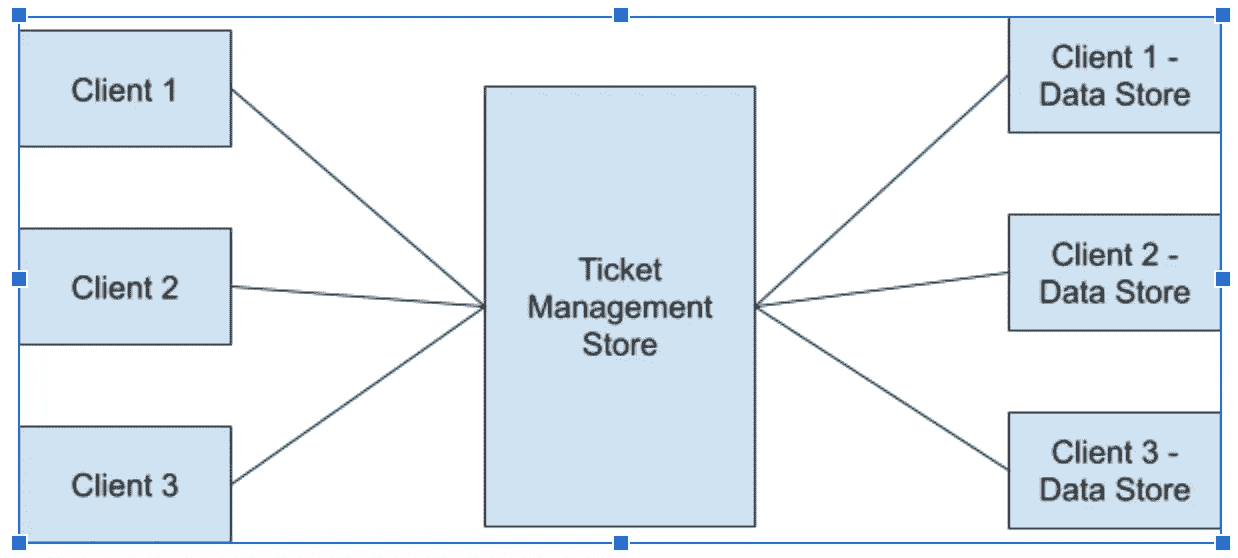 Client 1
Client 2
Client 3
Ticket
Management
Store
Client 1 -
Data Store
Client 2 -
Data Store
Client 3 -
Data Store